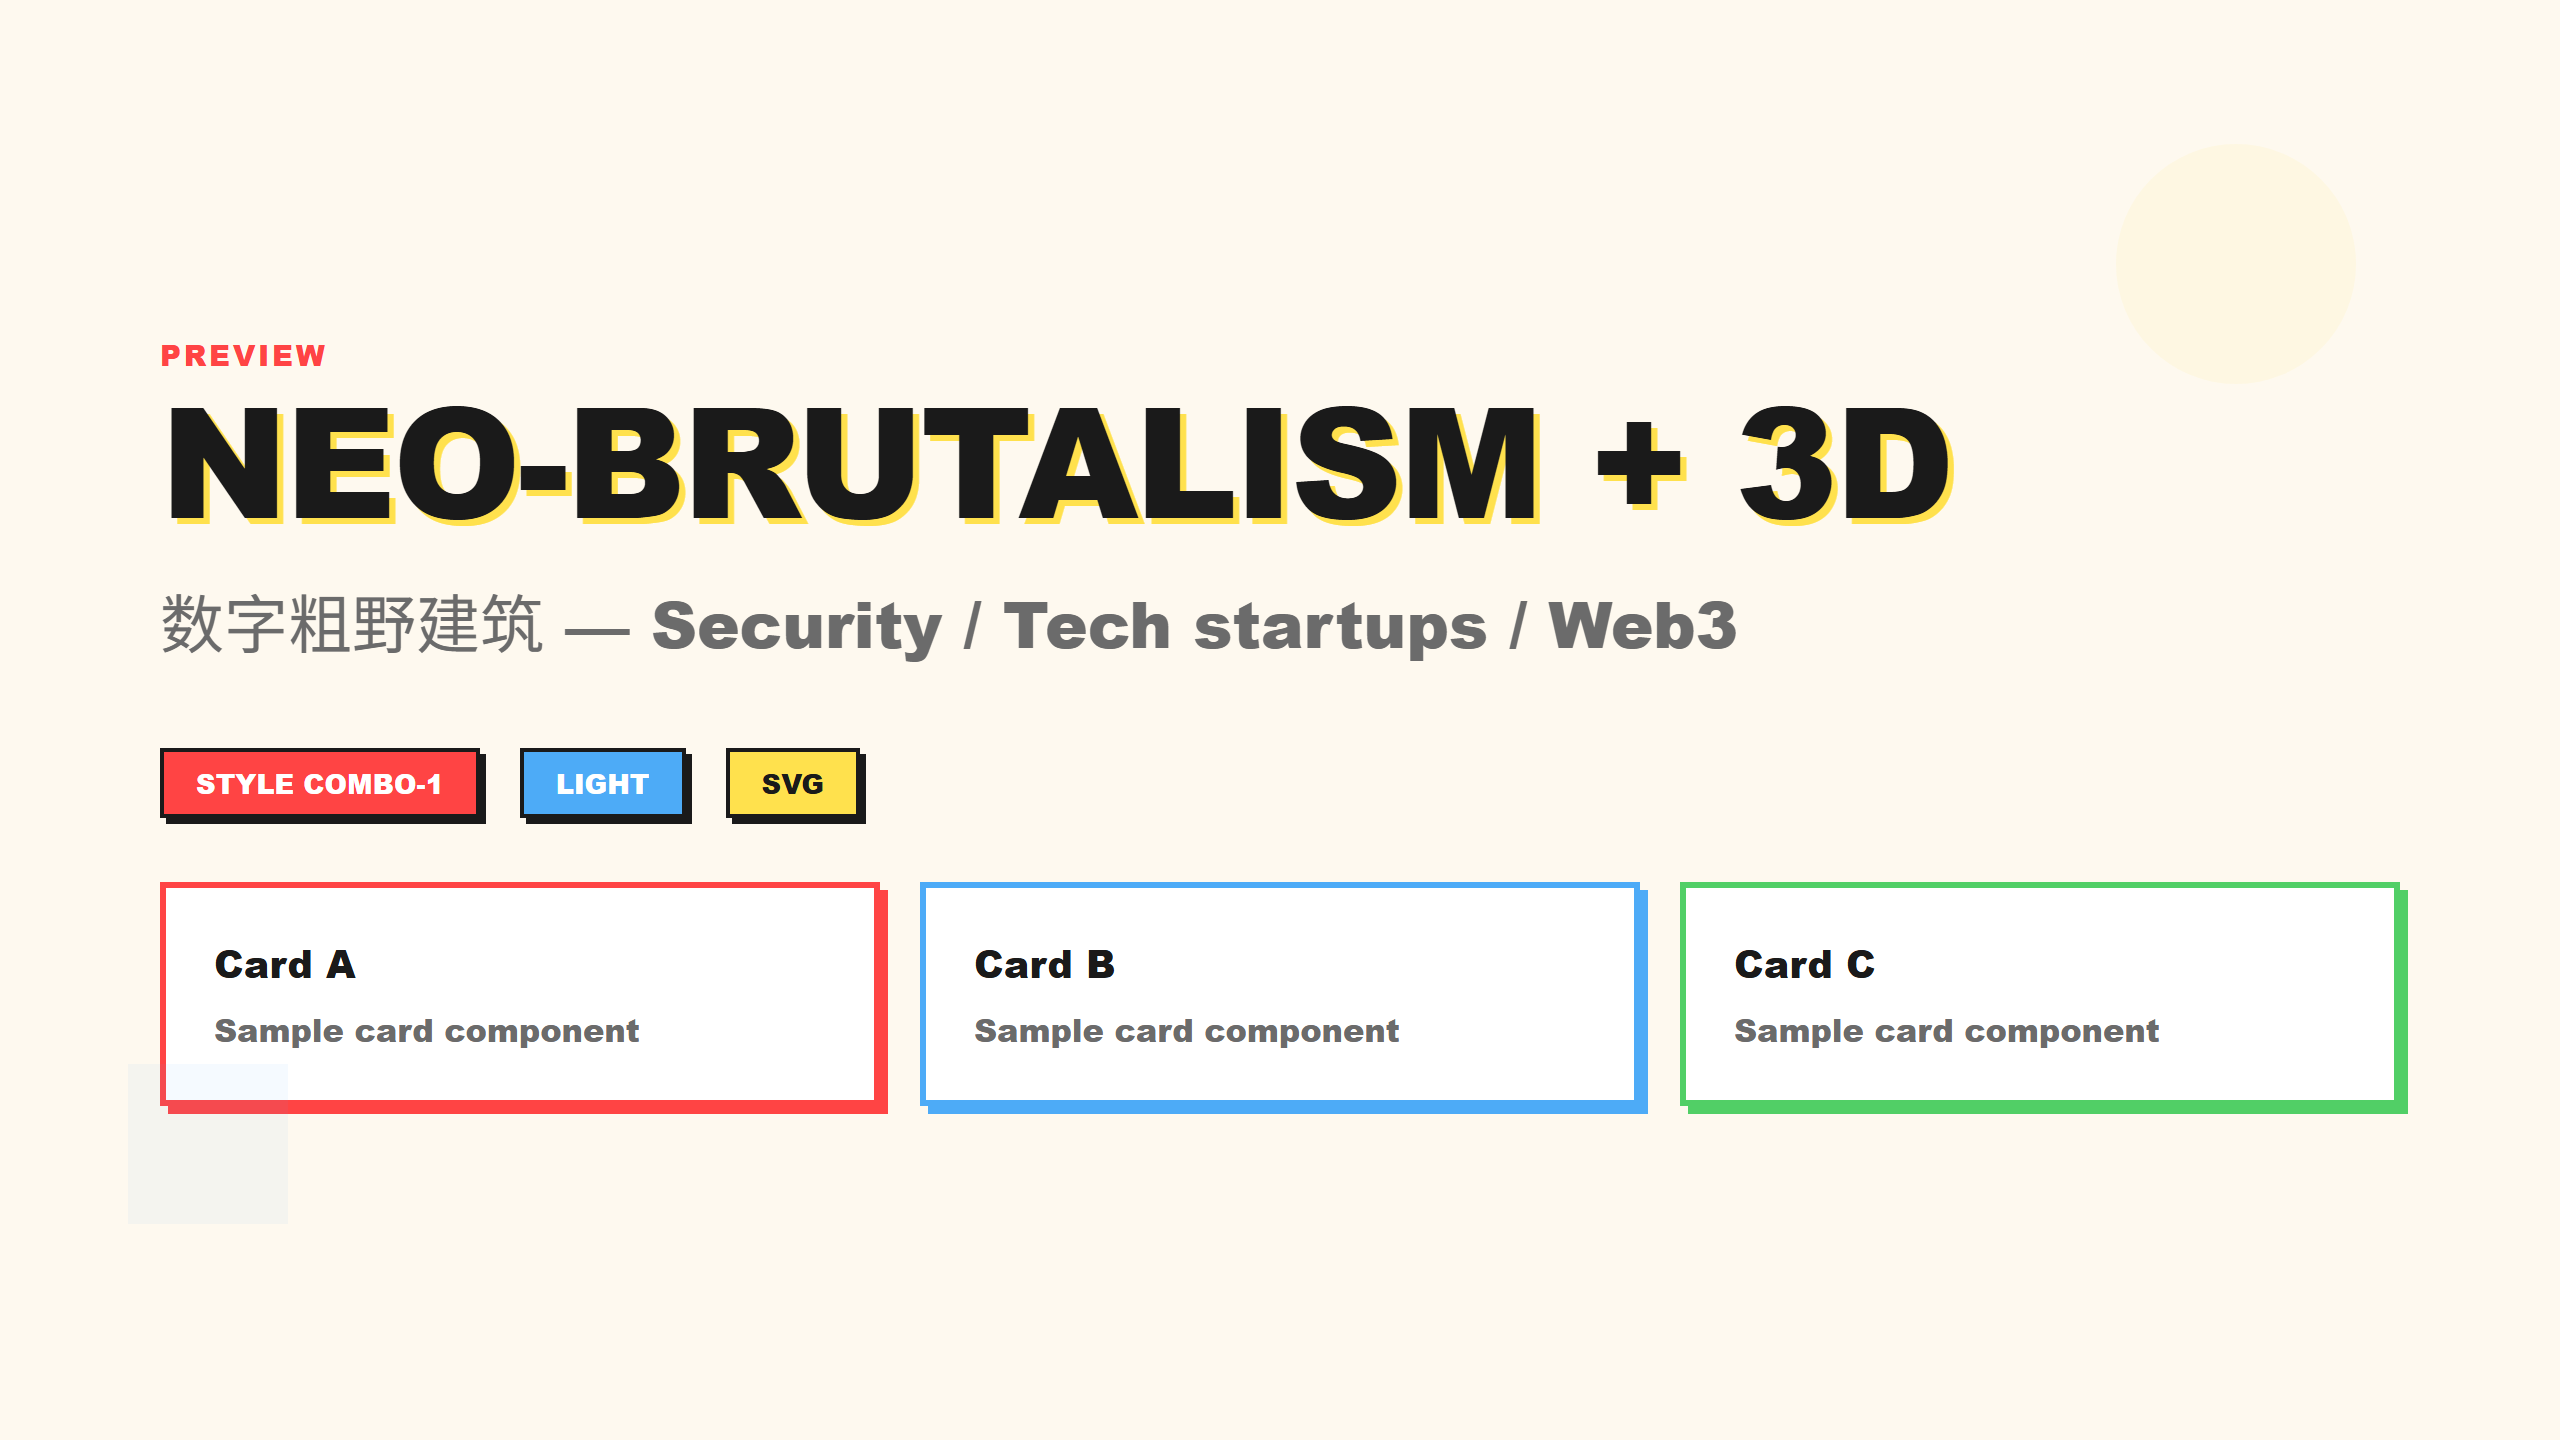 PREVIEW
NEO-BRUTALISM + 3D
数字粗野建筑 — Security / Tech startups / Web3
STYLE COMBO-1
LIGHT
SVG
Card A
Sample card component
Card B
Sample card component
Card C
Sample card component